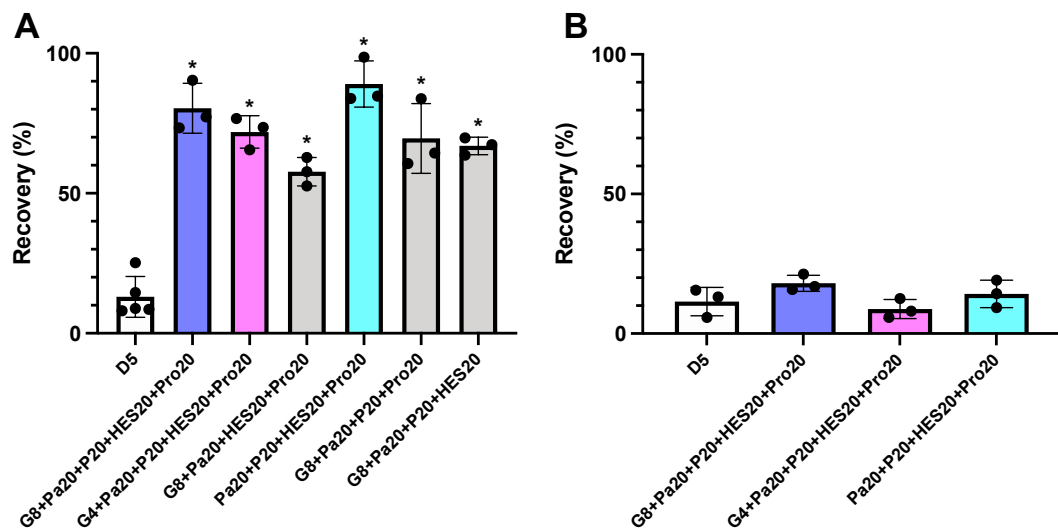 A
Recovery (%)
100
50
0
*
*
*
*
*
*
D5
G8+Pa20+P20+HES20+Pro20
G4+Pa20+P20+HES20+Pro20
G8+Pa20+HES20+Pro20
Pa20+P20+HES20+Pro20
G8+Pa20+P20+Pro20
G8+Pa20+P20+HES20
B
Recovery (%)
100
50
0
D5
G8+Pa20+P20+HES20+Pro20
G4+Pa20+P20+HES20+Pro20
Pa20+P20+HES20+Pro20